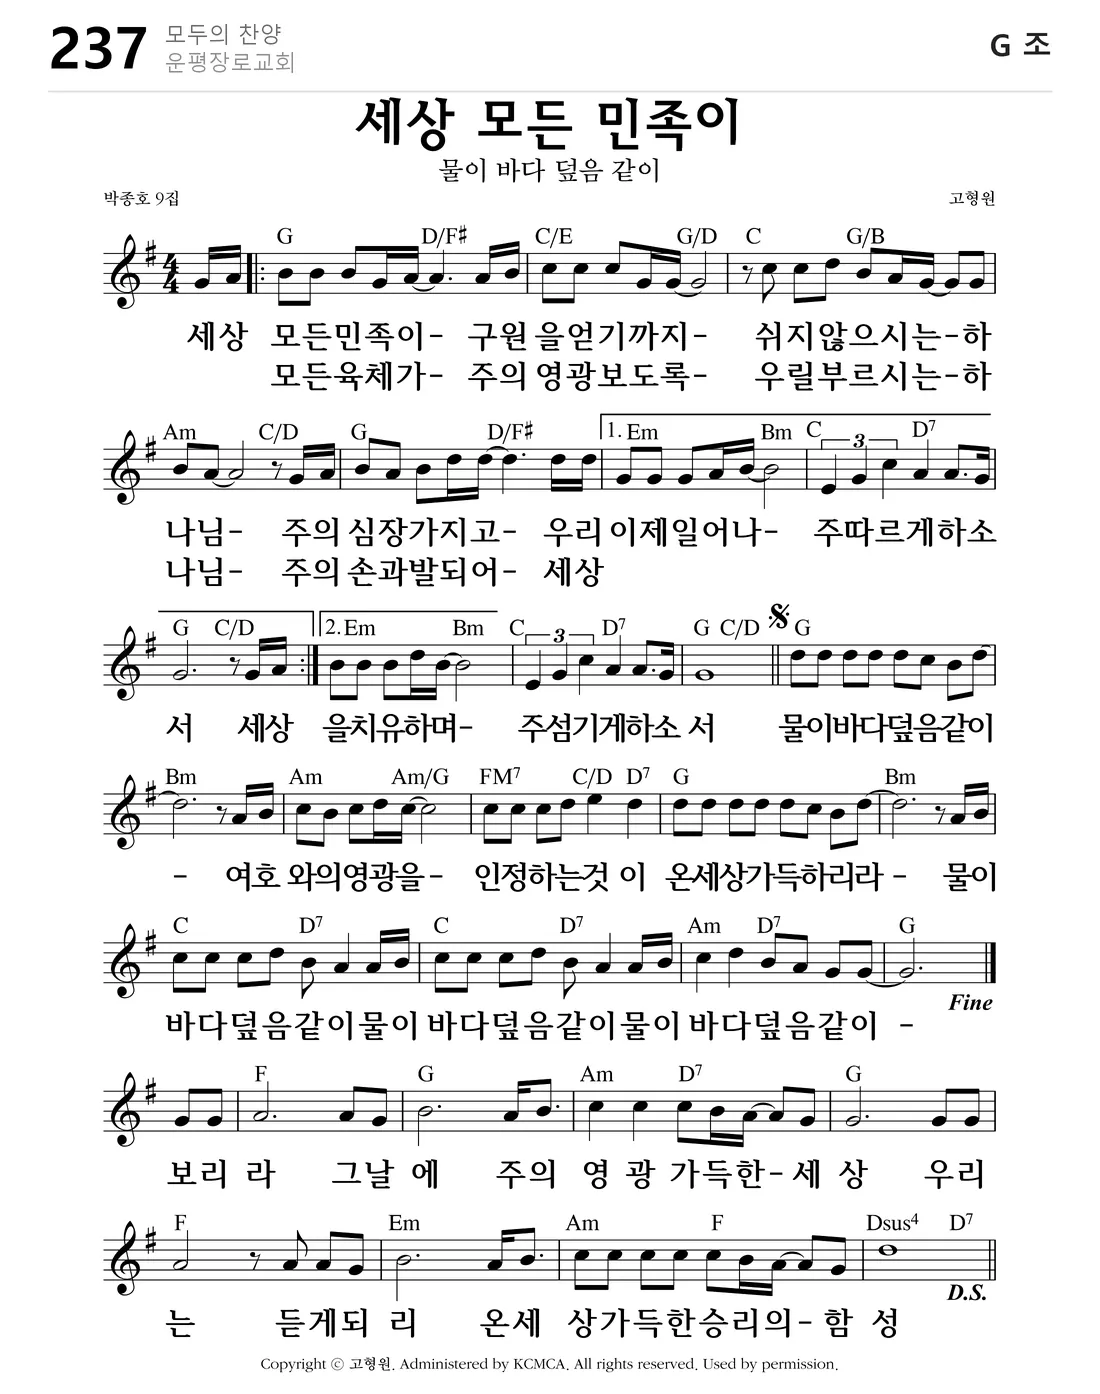 237 모두의 찬양
운평장로교회
G 조
세상 모든 민족이
물이 바다 덮음 같이
박종호 9집 고형원
4
4
G D/F♯ C/E G/D C G/B
세상 모든민족이- 구원 을얻기까지- 쉬지않으시는-하
모든육체가- 주의 영광보도록- 우릴부르시는-하
Am C/D G D/F♯ 1. Em Bm C 3 D7
나님- 주의 심장가지고- 우리 이제일어나- 주따르게하소
나님- 주의 손과발되어- 세상
G C/D 2. Em Bm C 3 D7 G C/D G
서 세상 을치유하며- 주섬기게하소 서 물이바다덮음같이
Bm Am Am/G FM7 C/D D7 G Bm
- 여호 와의영광을- 인정하는것 이 온세상가득하리라 - 물이
C D7 C D7 Am D7 G
Fine
바다덮음같이물이 바다덮음같이물이 바다덮음같이 -
F G Am D7 G
보리 라 그날 에 주의 영 광 가득한-세 상 우리
F Em Am F Dsus4 D7
D.S.
는 듣게되 리 온세 상가득한승리의-함 성
Copyright ⓒ 고형원. Administered by KCMCA. All rights reserved. Used by permission.